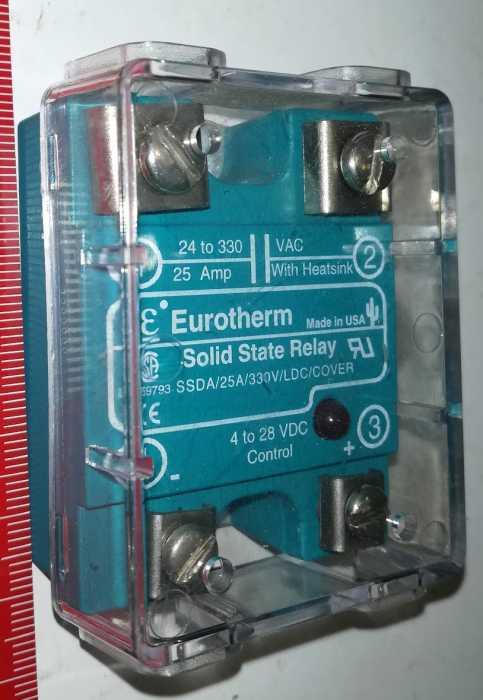 24 to 330 VAC
25 Amp With Heatsink 2
ε Eurotherm Made in USA
Solid State Relay
SSDA/25A/330V/LDC/COVER
CE
4 to 28 VDC + 3
- Control